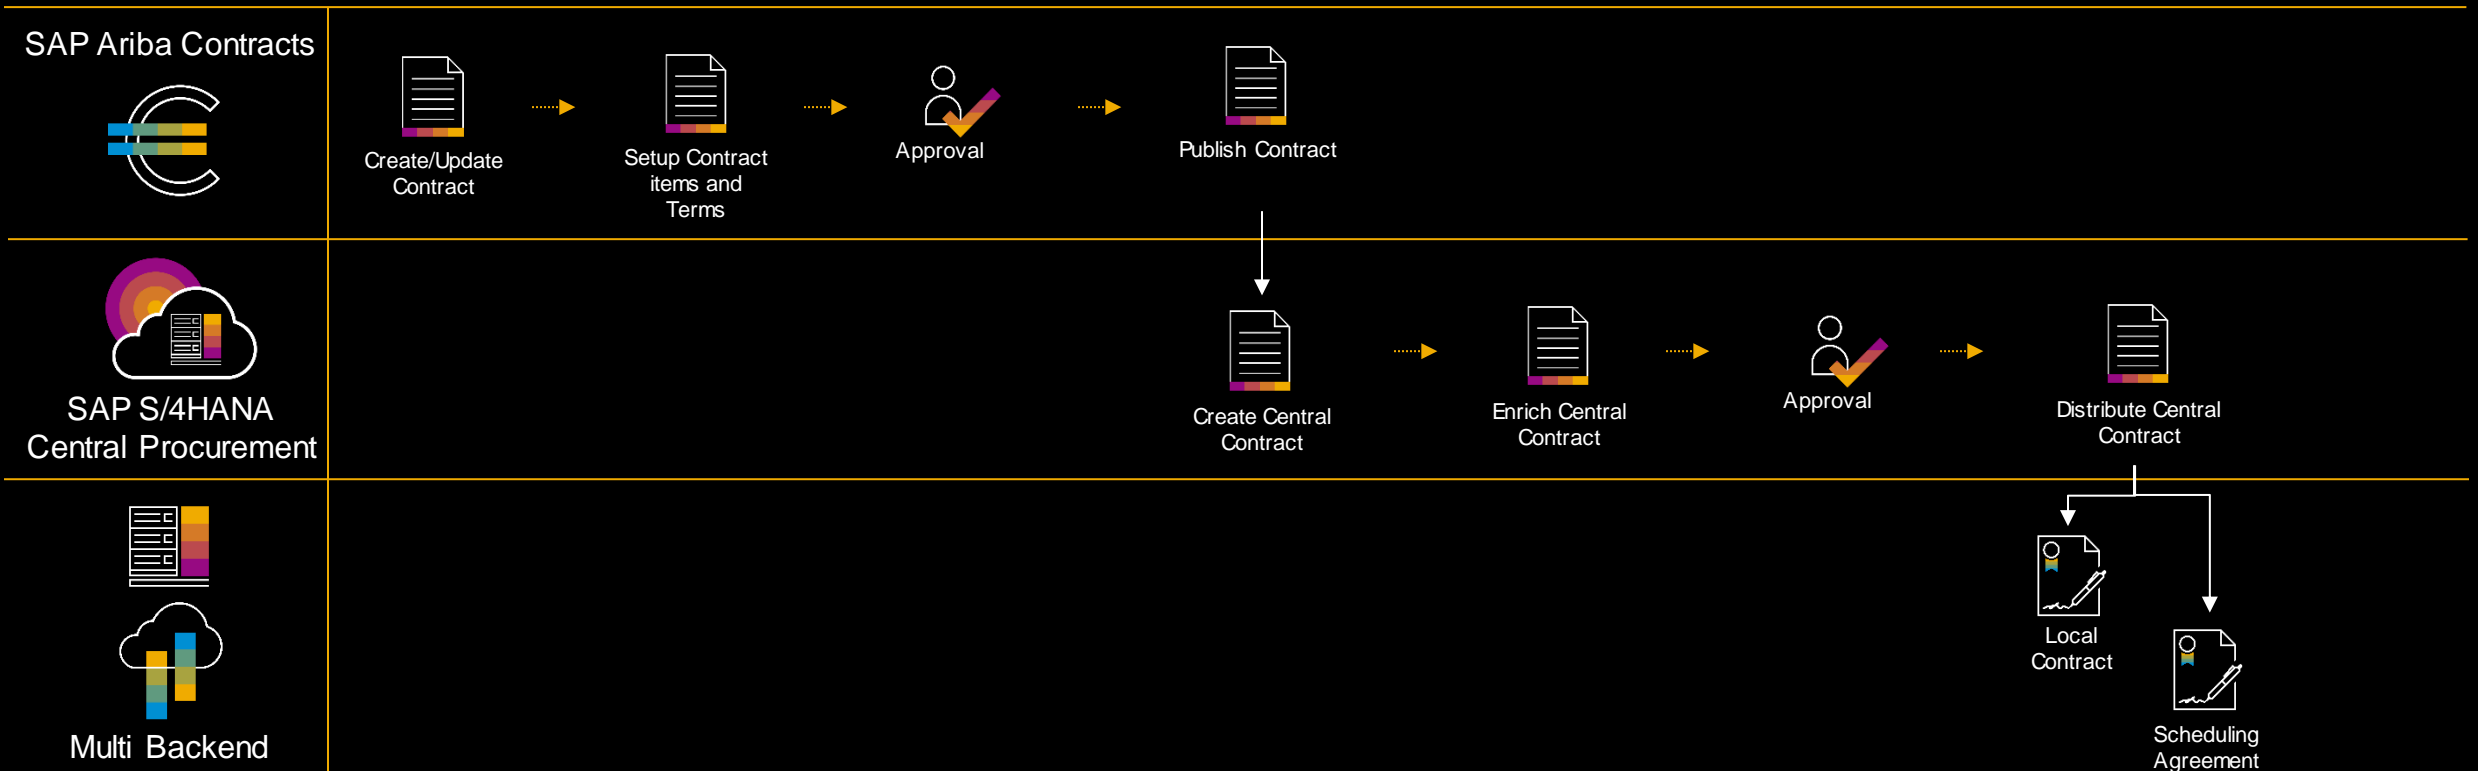 SAP Ariba Contracts
Create/Update
Contract
Setup Contract
items and
Terms
Approval
Publish Contract
SAP S/4HANA
Central Procurement
Create Central
Contract
Enrich Central
Contract
Approval
Distribute Central
Contract
Multi Backend
Local
Contract
Scheduling
Agreement